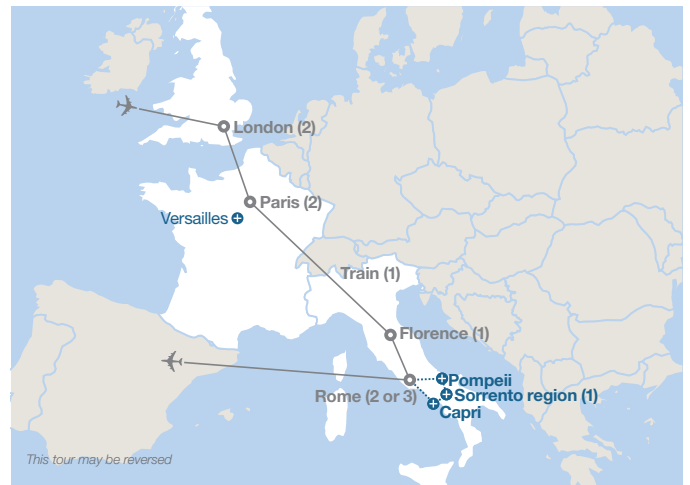 London (2)
Paris (2)
Versailles
Train (1)
Florence (1)
Pompeii
Rome (2 or 3)
Sorrento region (1)
Capri
This tour may be reversed